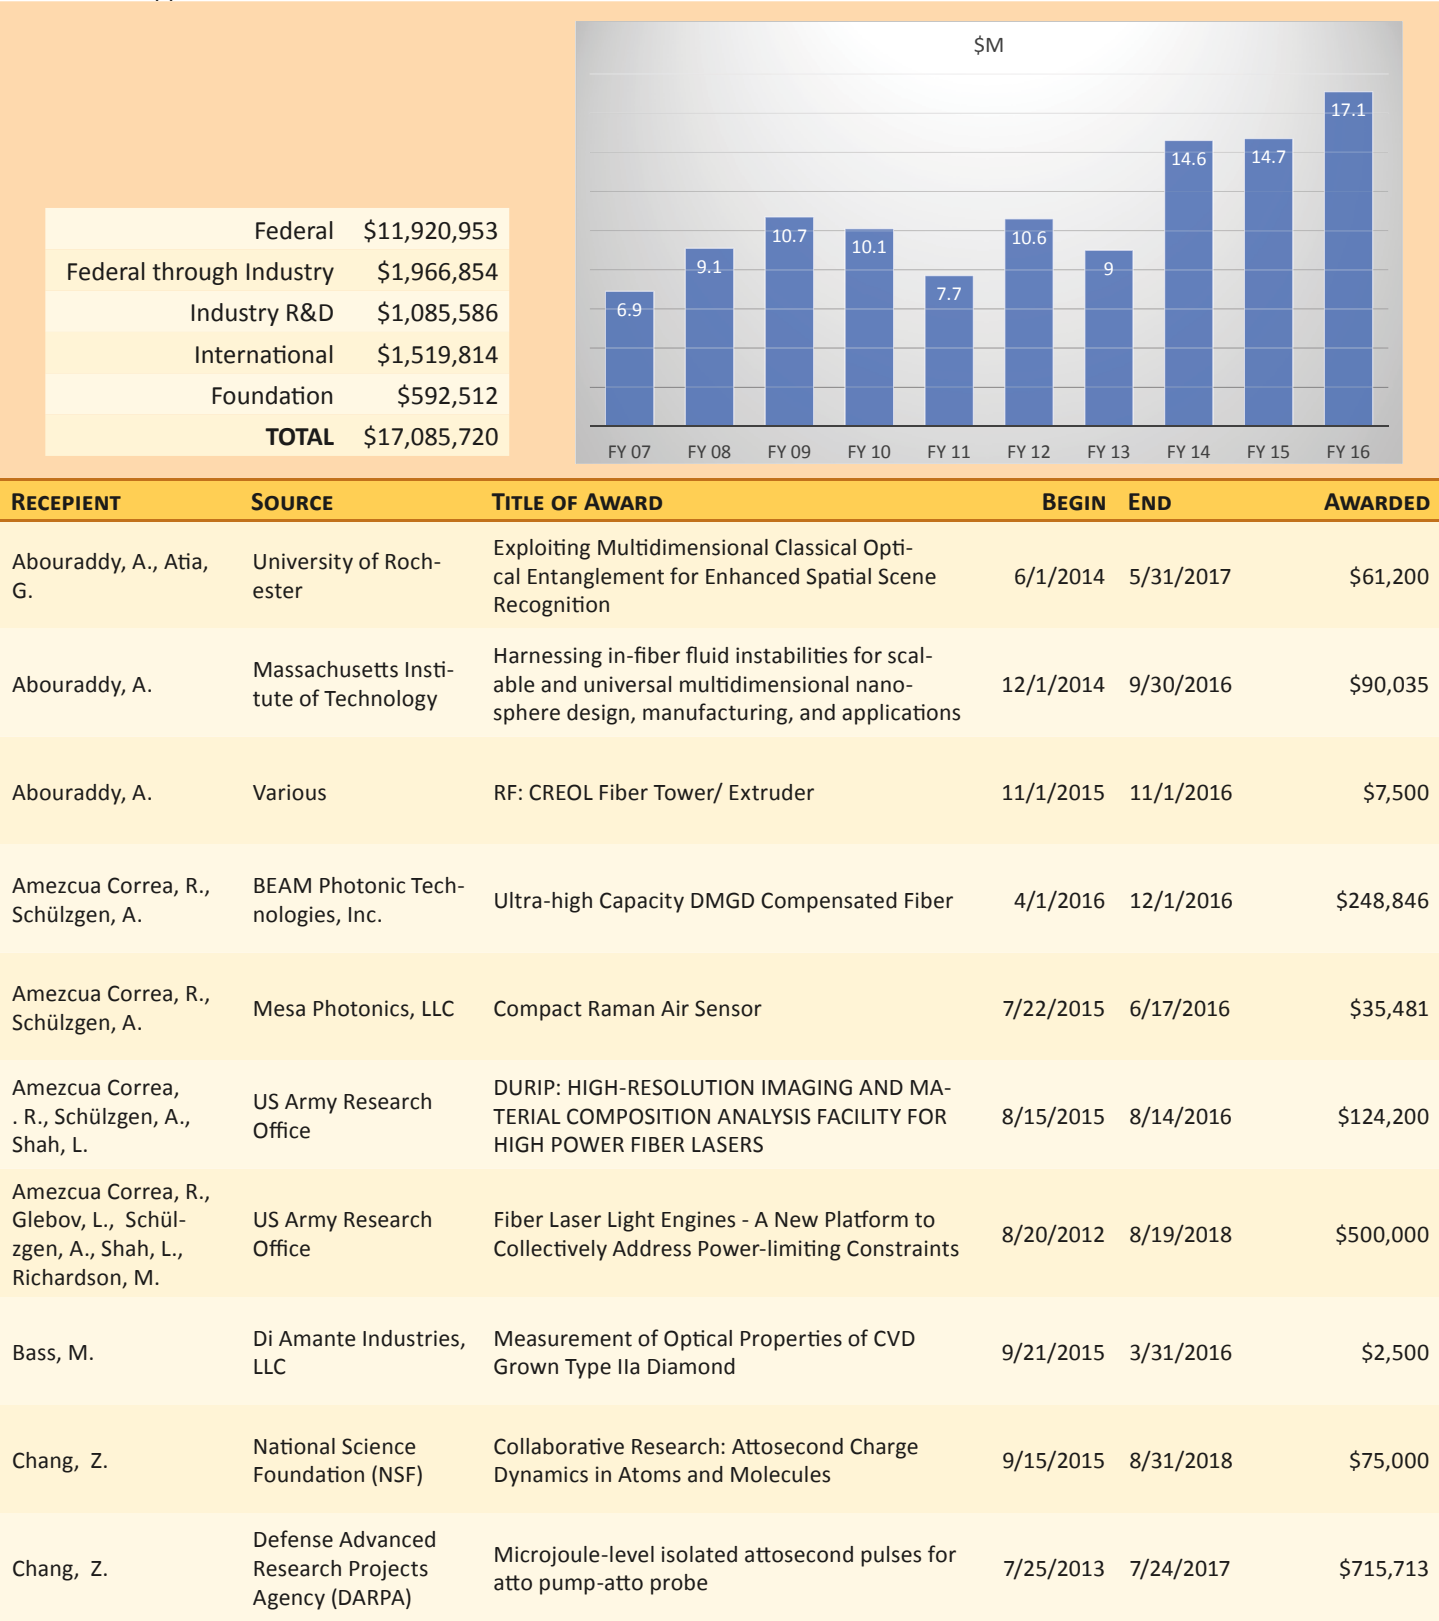 $M
17.1
14.6
14.7
10.7
10.1
10.6
9.1
9
7.7
6.9
FY 07 FY 08 FY 09 FY 10 FY 11 FY 12 FY 13 FY 14 FY 15 FY 16
Federal $11,920,953
Federal through Industry $1,966,854
Industry R&D $1,085,586
International $1,519,814
Foundation $592,512
TOTAL $17,085,720
RECEPIENT SOURCE TITLE OF AWARD BEGIN END AWARDED
Abouraddy, A., Atia,
G.
University of Roch-
ester
Exploiting Multidimensional Classical Opti-
cal Entanglement for Enhanced Spatial Scene
Recognition
6/1/2014 5/31/2017 $61,200
Abouraddy, A.
Massachusetts Insti-
tute of Technology
Harnessing in-fiber fluid instabilities for scal-
able and universal multidimensional nano-
sphere design, manufacturing, and applications
12/1/2014 9/30/2016 $90,035
Abouraddy, A. Various RF: CREOL Fiber Tower/ Extruder 11/1/2015 11/1/2016 $7,500
Amezcua Correa, R.,
Schülzgen, A.
BEAM Photonic Tech-
nologies, Inc.
Ultra-high Capacity DMGD Compensated Fiber 4/1/2016 12/1/2016 $248,846
Amezcua Correa, R.,
Schülzgen, A.
Mesa Photonics, LLC Compact Raman Air Sensor 7/22/2015 6/17/2016 $35,481
Amezcua Correa,
. R., Schülzgen, A.,
Shah, L.
US Army Research
Office
DURIP: HIGH-RESOLUTION IMAGING AND MA-
TERIAL COMPOSITION ANALYSIS FACILITY FOR
HIGH POWER FIBER LASERS
8/15/2015 8/14/2016 $124,200
Amezcua Correa, R.,
Glebov, L., Schül-
zgen, A., Shah, L.,
Richardson, M.
US Army Research
Office
Fiber Laser Light Engines - A New Platform to
Collectively Address Power-limiting Constraints
8/20/2012 8/19/2018 $500,000
Bass, M.
Di Amante Industries,
LLC
Measurement of Optical Properties of CVD
Grown Type IIa Diamond
9/21/2015 3/31/2016 $2,500
Chang, Z.
National Science
Foundation (NSF)
Collaborative Research: Attosecond Charge
Dynamics in Atoms and Molecules
9/15/2015 8/31/2018 $75,000
Chang, Z.
Defense Advanced
Research Projects
Agency (DARPA)
Microjoule-level isolated attosecond pulses for
atto pump-atto probe
7/25/2013 7/24/2017 $715,713